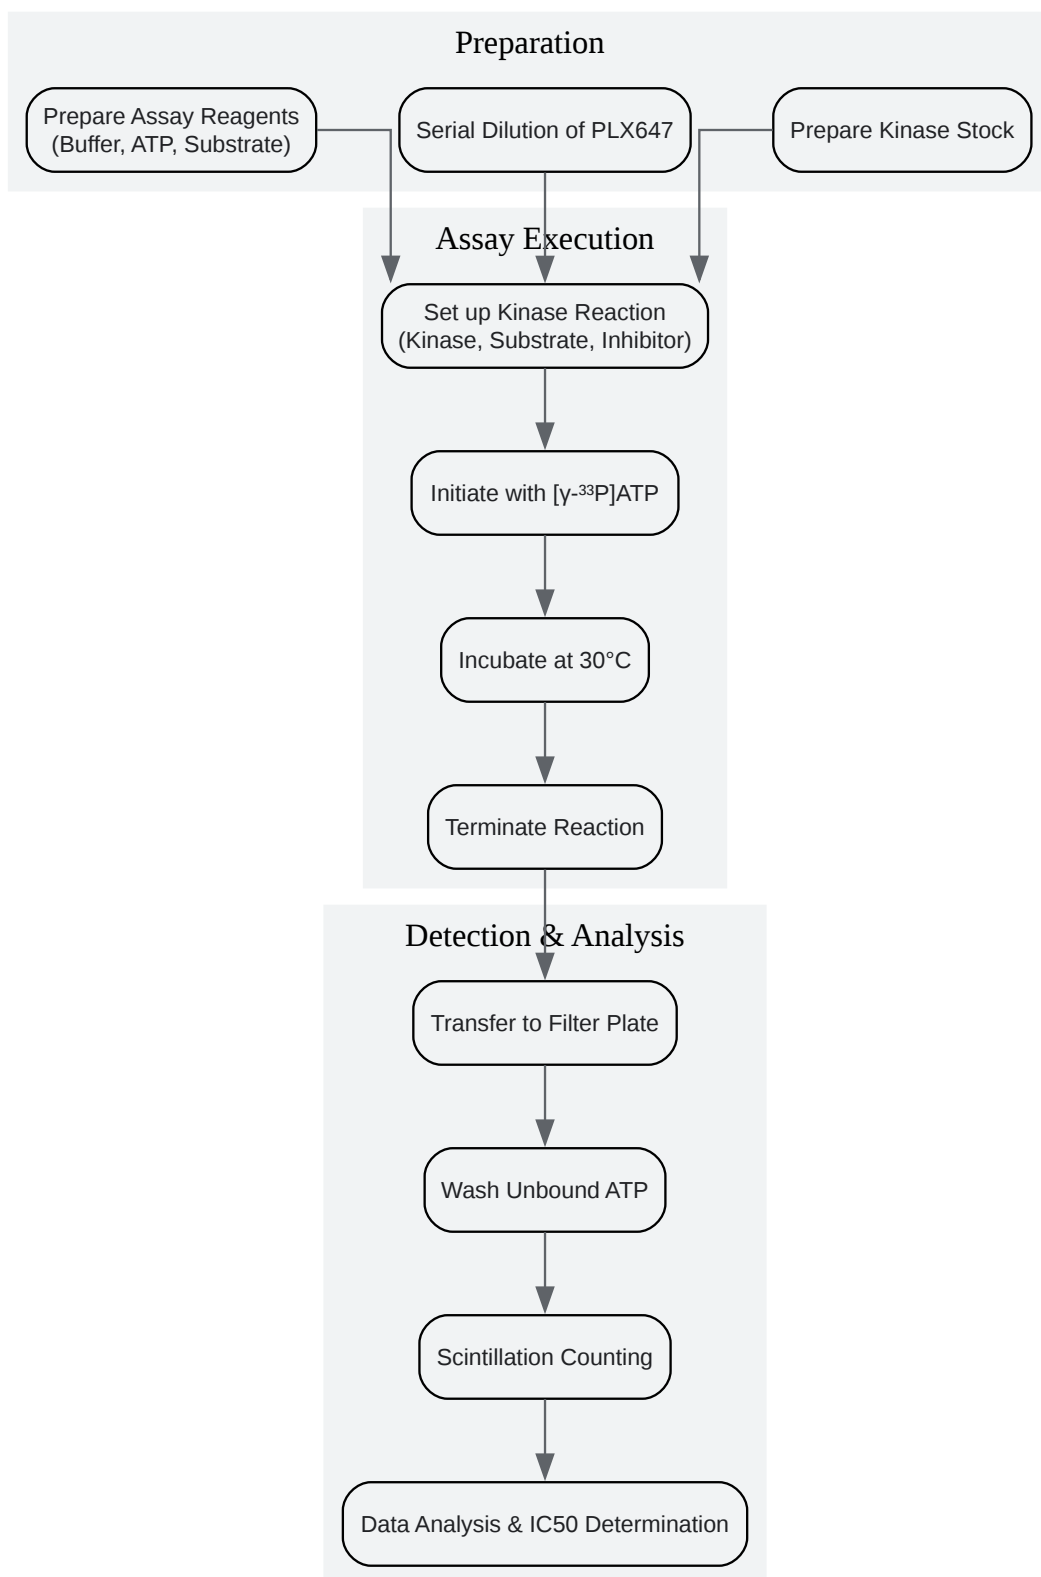 Preparation
Prepare Assay Reagents
(Buffer, ATP, Substrate)
Serial Dilution of PLX647
Prepare Kinase Stock
Assay Execution
Set up Kinase Reaction
(Kinase, Substrate, Inhibitor)
Initiate with [γ-³³P]ATP
Incubate at 30°C
Terminate Reaction
Detection & Analysis
Transfer to Filter Plate
Wash Unbound ATP
Scintillation Counting
Data Analysis & IC50 Determination